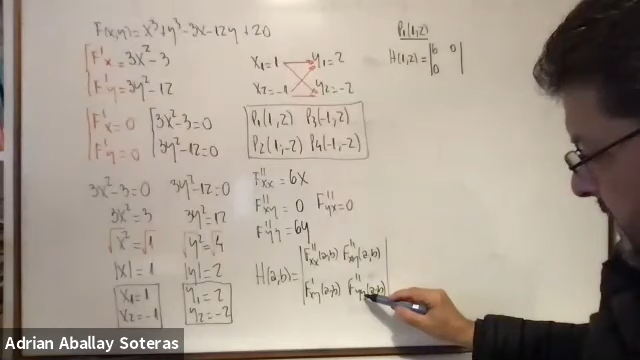 F(x,y)=x³+y³-3x-12y+20
F'x=3x²-3
F'y=3y²-12
F'x=0
F'y=0
3x²-3=0
3y²-12=0
3x²-3=0
3x²=3
√x²=√1
|x|=1
x₁=1
x₂=-1
3y²-12=0
3y²=12
√y²=√4
|y|=2
y₁=2
y₂=-2
x₁=1 y₁=2
x₂=-1 y₂=-2
P₁(1,2) P₃(-1,2)
P₂(1,-2) P₄(-1,-2)
F''xx=6x
F''xy=0 F''yx=0
F''yy=6y
H(a,b)=
F''xx(a,b) F''xy(a,b)
F''xy(a,b) F''yy(a,b)
P₁(1,2)
H(1,2)= 6 0
0
Adrian Aballay Soteras